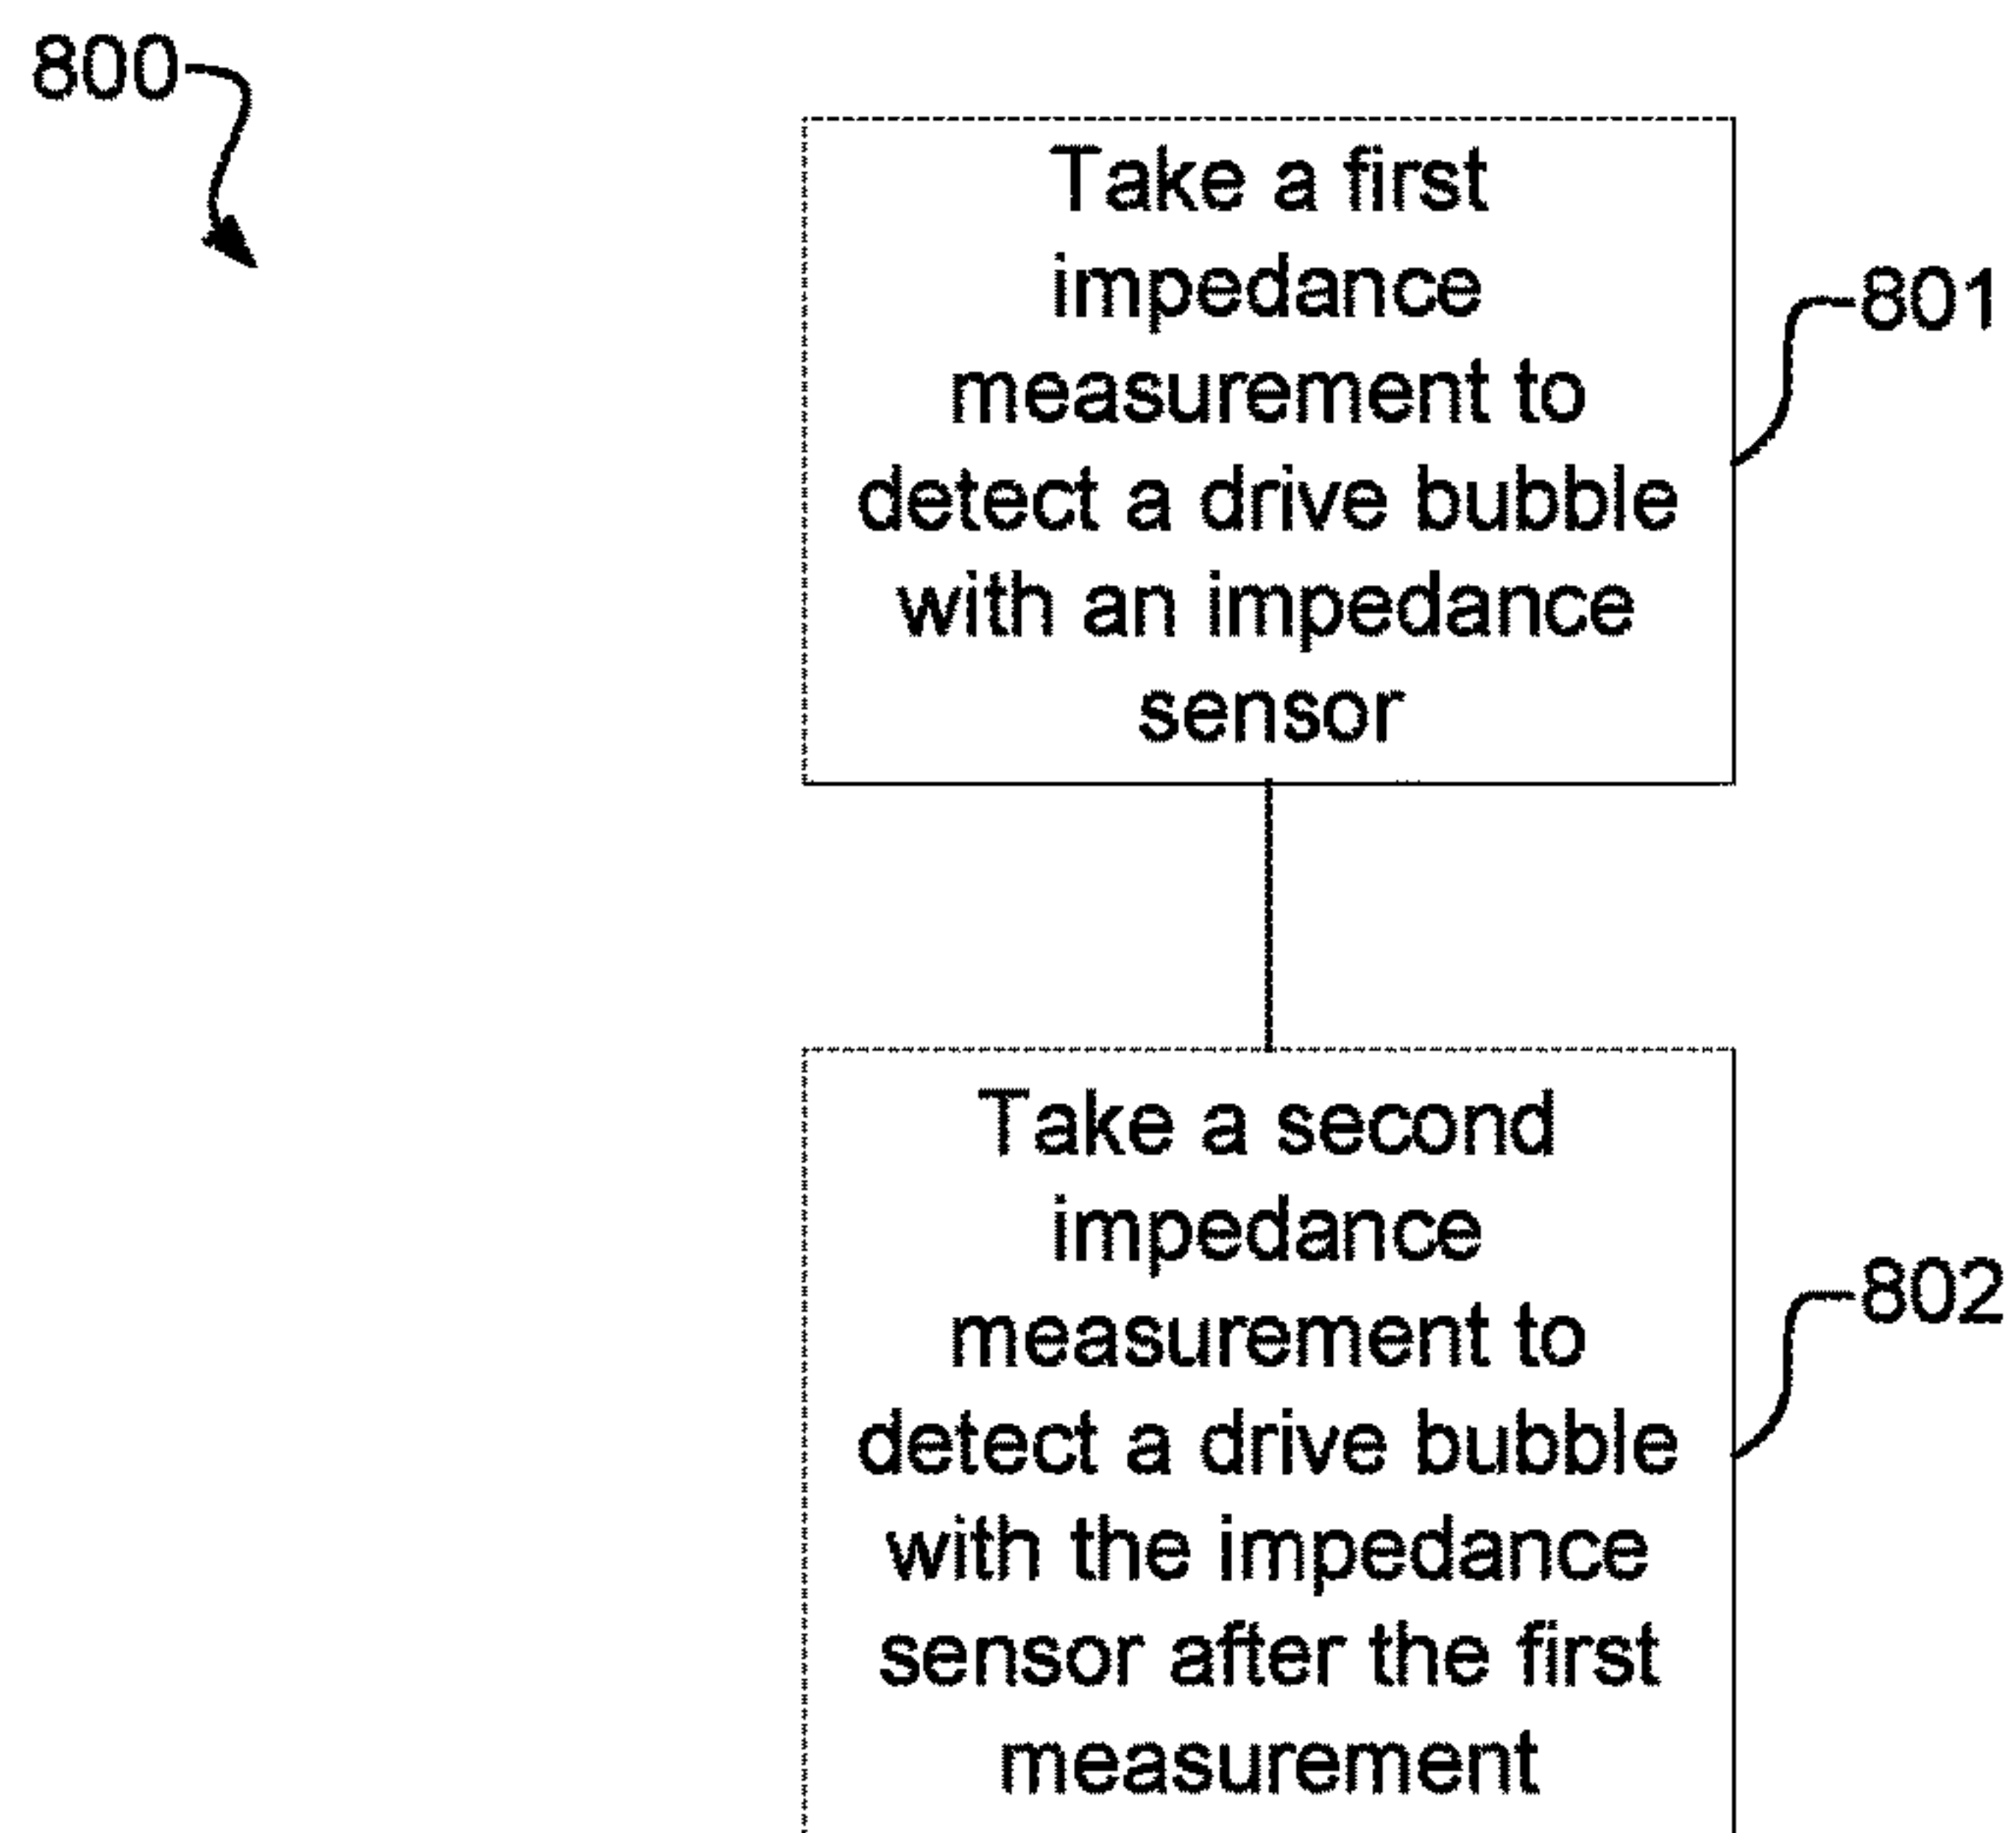 800
Take a first
impedance
measurement to
detect a drive bubble
with an impedance
sensor
801
Take a second
impedance
measurement to
detect a drive bubble
with the impedance
sensor after the first
measurement
802